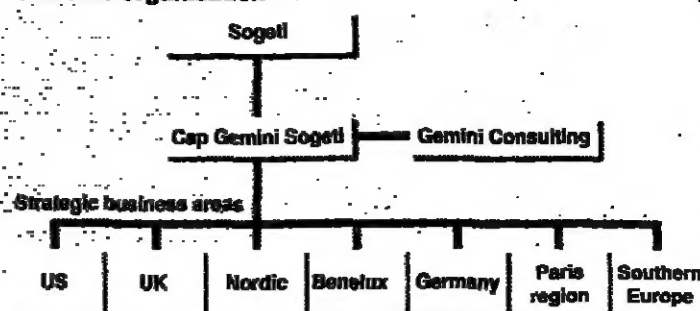 Sogeti
Cap Gemini Sogeti
Gemini Consulting
Strategic business areas
US
UK
Nordic
Benelux
Germany
Paris
region
Southern
Europe